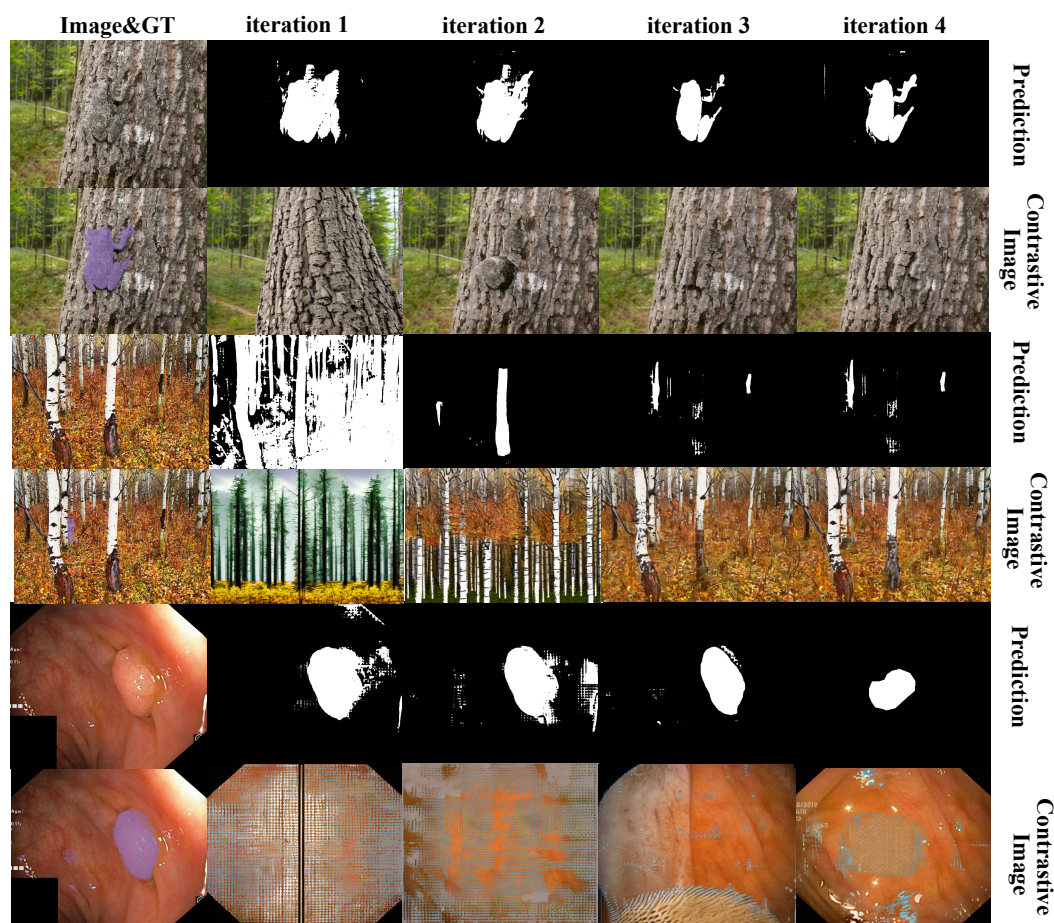 Image&GT
iteration 1
iteration 2
iteration 3
iteration 4
Prediction
Contrastive
Image
Prediction
Contrastive
Image
Prediction
Contrastive
Image